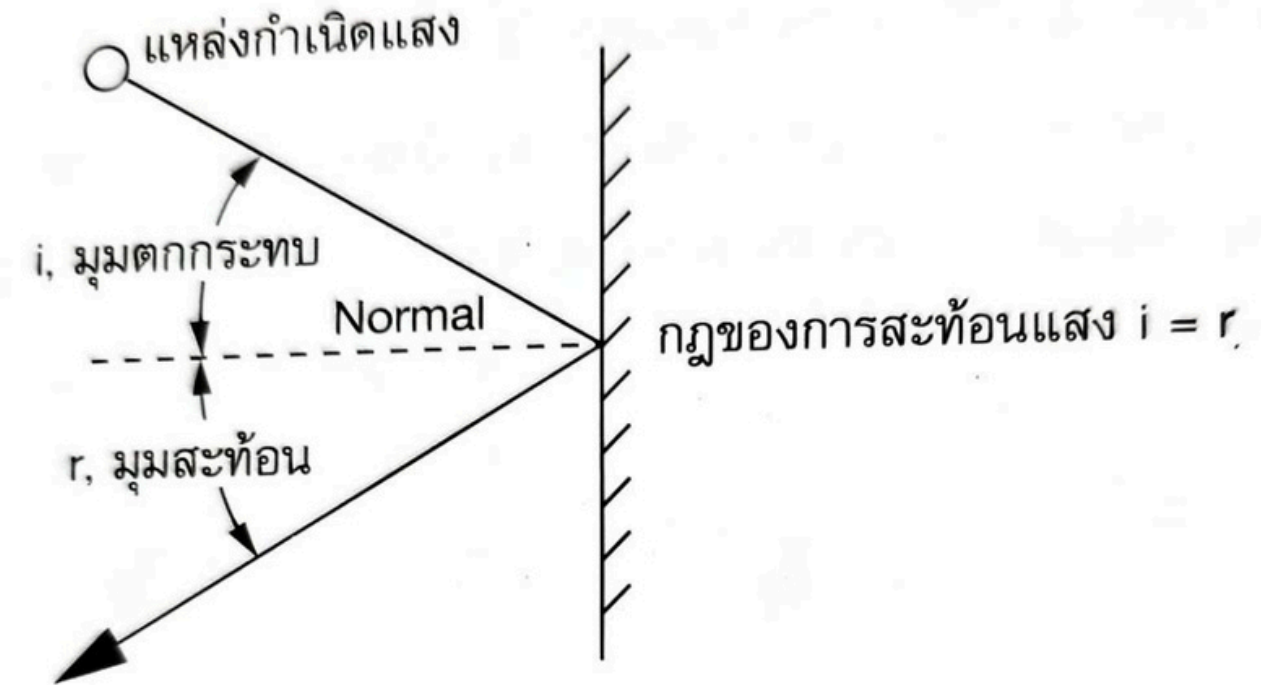 แหล่งกำเนิดแสง
i, มุมตกกระทบ
Normal
กฎของการสะท้อนแสง i = r
r, มุมสะท้อน